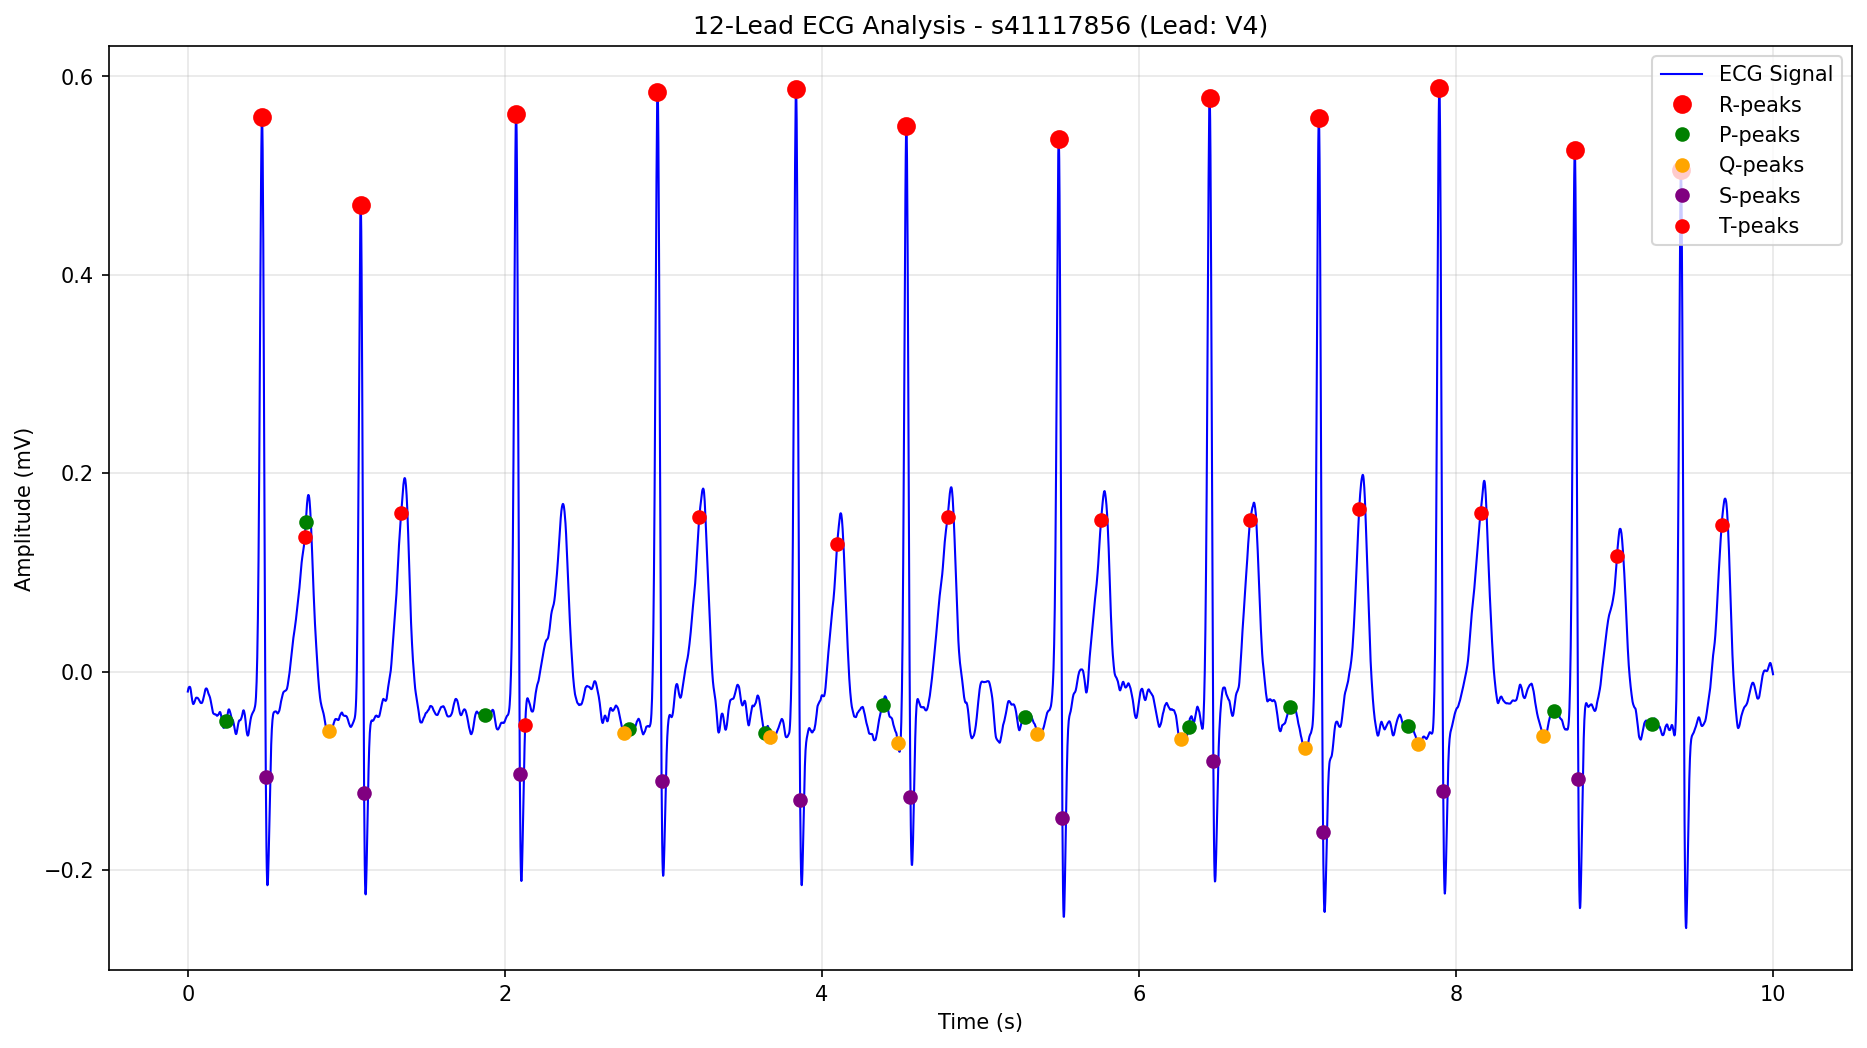 12-Lead ECG Analysis - s41117856 (Lead: V4)
ECG Signal
R-peaks
P-peaks
Q-peaks
S-peaks
T-peaks
0.6
0.4
0.2
0.0
−0.2
Amplitude (mV)
0 2 4 6 8 10
Time (s)